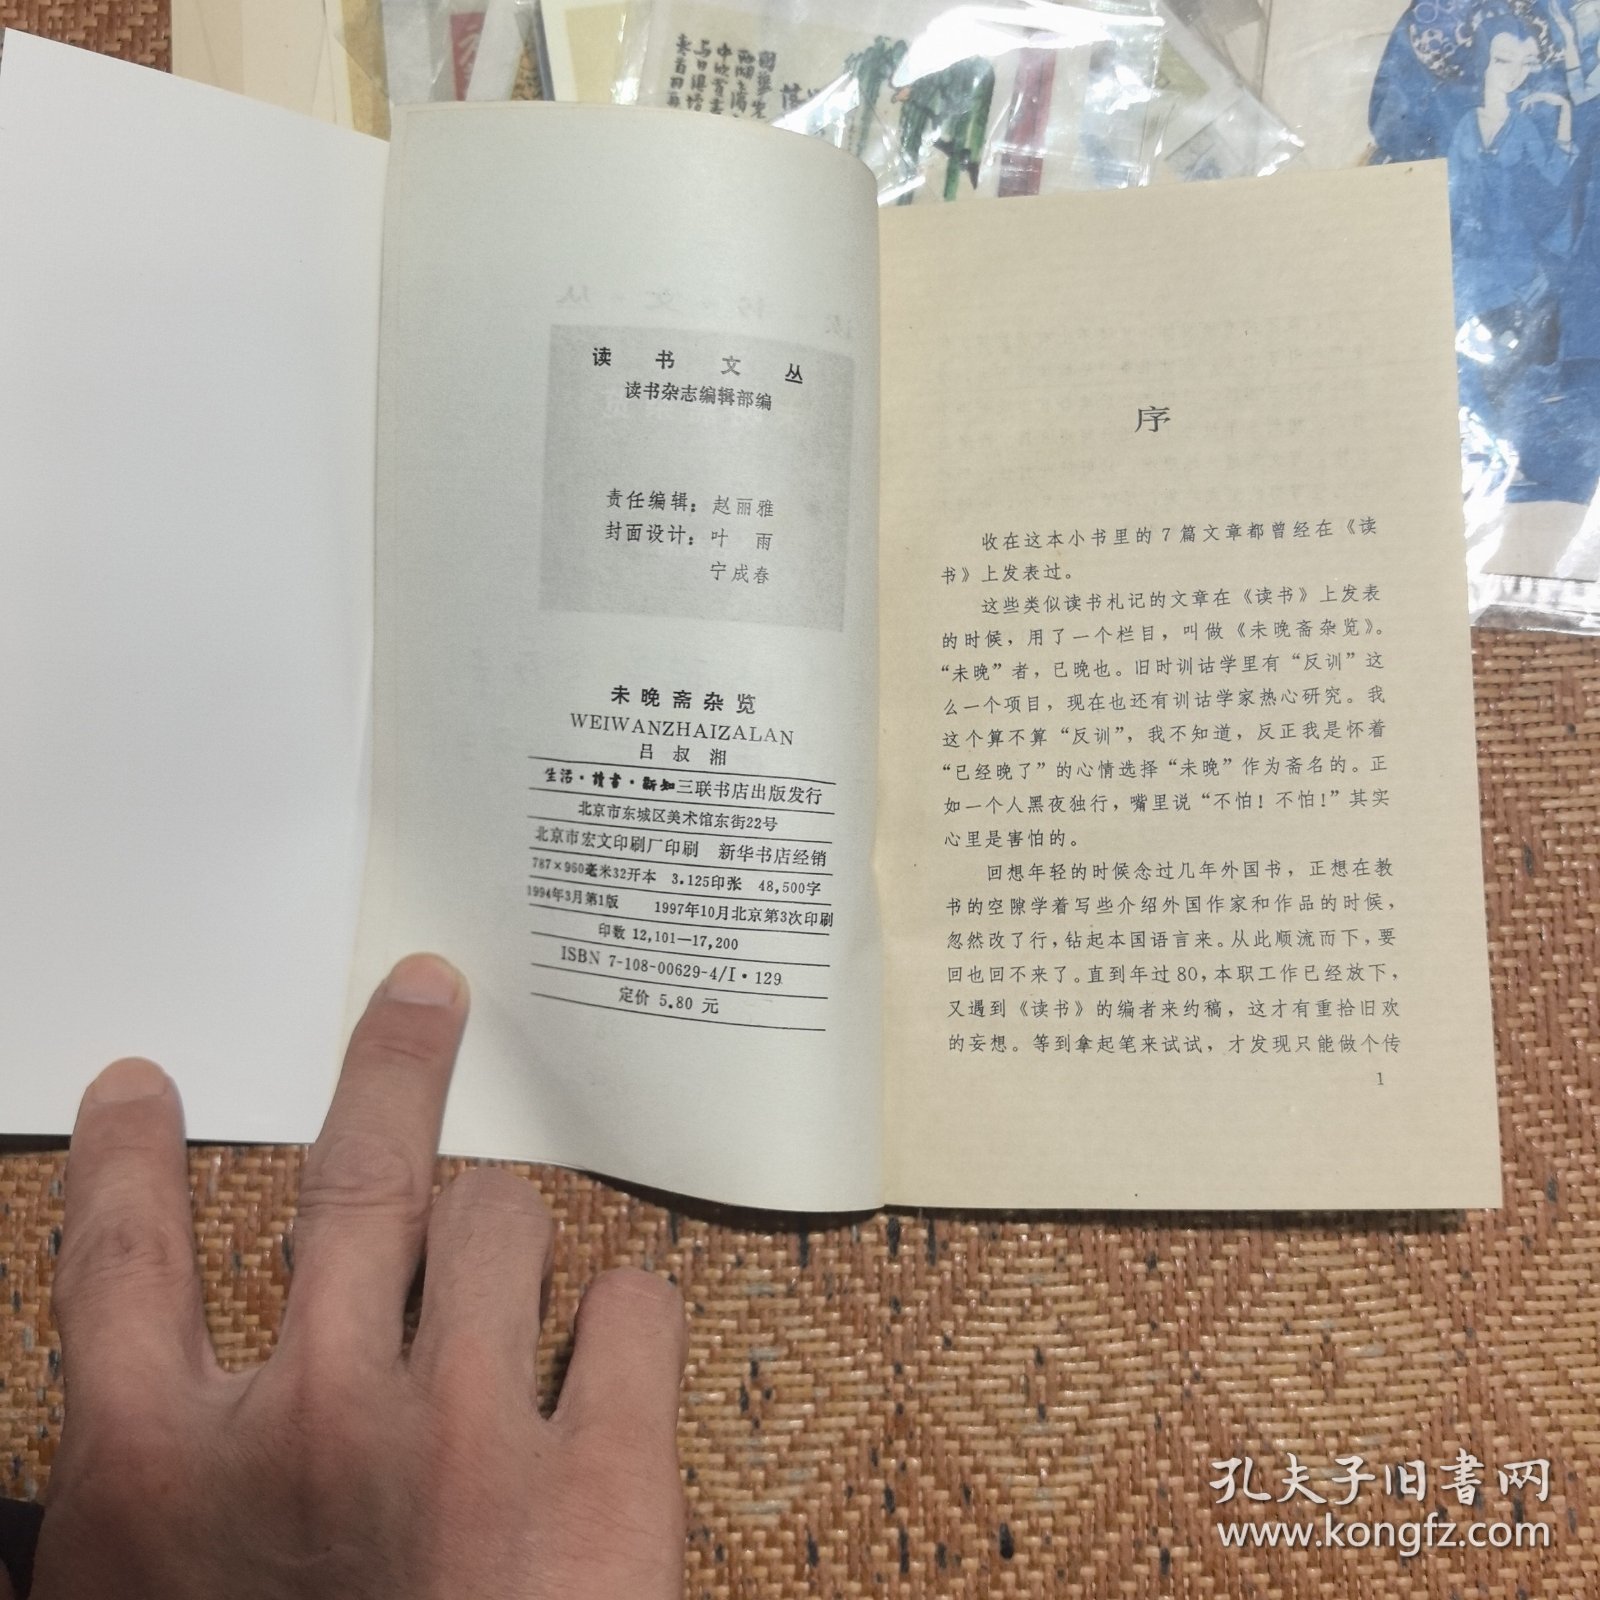 读书文丛
读书杂志编辑部编
责任编辑：赵丽雅
封面设计：叶　雨
宁成春
未晚斋杂览
WEIWANZHAIZALAN
吕叔湘
生活·讀書·新知三联书店出版发行
北京市东城区美术馆东街22号
北京市宏文印刷厂印刷　新华书店经销
787×960毫米32开本　3.125印张　48,500字
1994年3月第1版　1997年10月北京第3次印刷
印数 12,101—17,200
ISBN 7-108-00629-4/I·129
定价 5.80 元
序
收在这本小书里的 7 篇文章都曾经在《读
书》上发表过。
这些类似读书札记的文章在《读书》上发表
的时候，用了一个栏目，叫做《未晚斋杂览》。
“未晚”者，已晚也。旧时训诂学里有“反训”这
么一个项目，现在也还有训诂学家热心研究。我
这个算不算“反训”，我不知道，反正我是怀着
“已经晚了”的心情选择“未晚”作为斋名的。正
如一个人黑夜独行，嘴里说“不怕！不怕！”其实
心里是害怕的。
回想年轻的时候念过几年外国书，正想在教
书的空隙学着写些介绍外国作家和作品的时候，
忽然改了行，钻起本国语言来。从此顺流而下，要
回也回不来了。直到年过80，本职工作已经放下，
又遇到《读书》的编者来约稿，这才有重拾旧欢
的妄想。等到拿起笔来试试，才发现只能做个传
1
孔夫子旧書网
www.kongfz.com